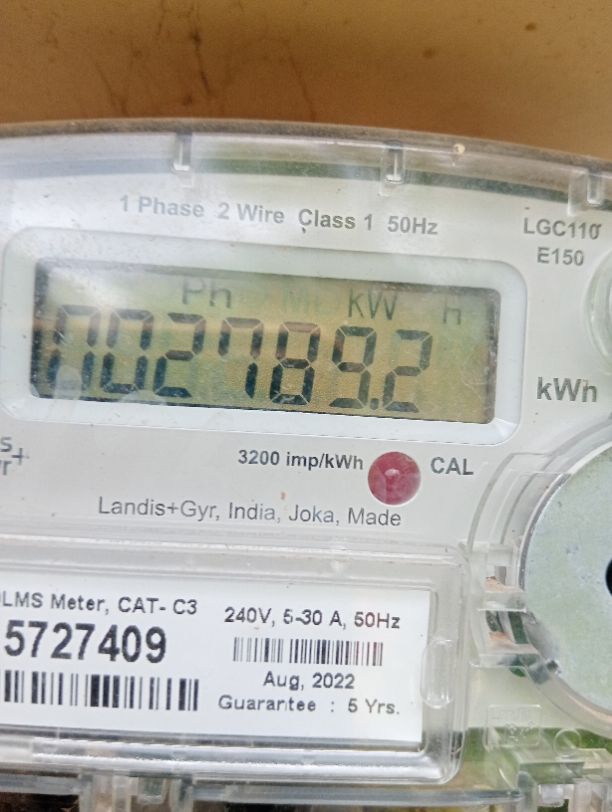 1 Phase 2 Wire Class 1 50Hz
LGC110
E150
Ph kW h
002789.2
kWh
3200 imp/kWh
CAL
Landis+Gyr, India, Joka, Made
LMS Meter, CAT- C3
5727409
240V, 5-30 A, 50Hz
Aug, 2022
Guarantee : 5 Yrs.